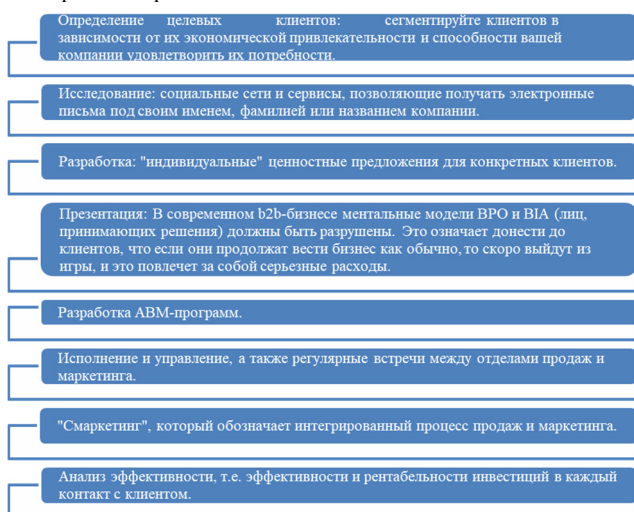 Определение целевых клиентов: сегментируйте клиентов в
зависимости от их экономической привлекательности и способности вашей
компании удовлетворить их потребности.
Исследование: социальные сети и сервисы, позволяющие получать электронные
письма под своим именем, фамилией или названием компании.
Разработка: "индивидуальные" ценностные предложения для конкретных клиентов.
Презентация: В современном b2b-бизнесе ментальные модели BPO и BIA (лиц,
принимающих решения) должны быть разрушены. Это означает донести до
клиентов, что если они продолжат вести бизнес как обычно, то скоро выйдут из
игры, и это повлечет за собой серьезные расходы.
Разработка ABM-программ.
Исполнение и управление, а также регулярные встречи между отделами продаж и
маркетинга.
"Смаркетинг", который обозначает интегрированный процесс продаж и маркетинга.
Анализ эффективности, т.е. эффективности и рентабельности инвестиций в каждый
контакт с клиентом.